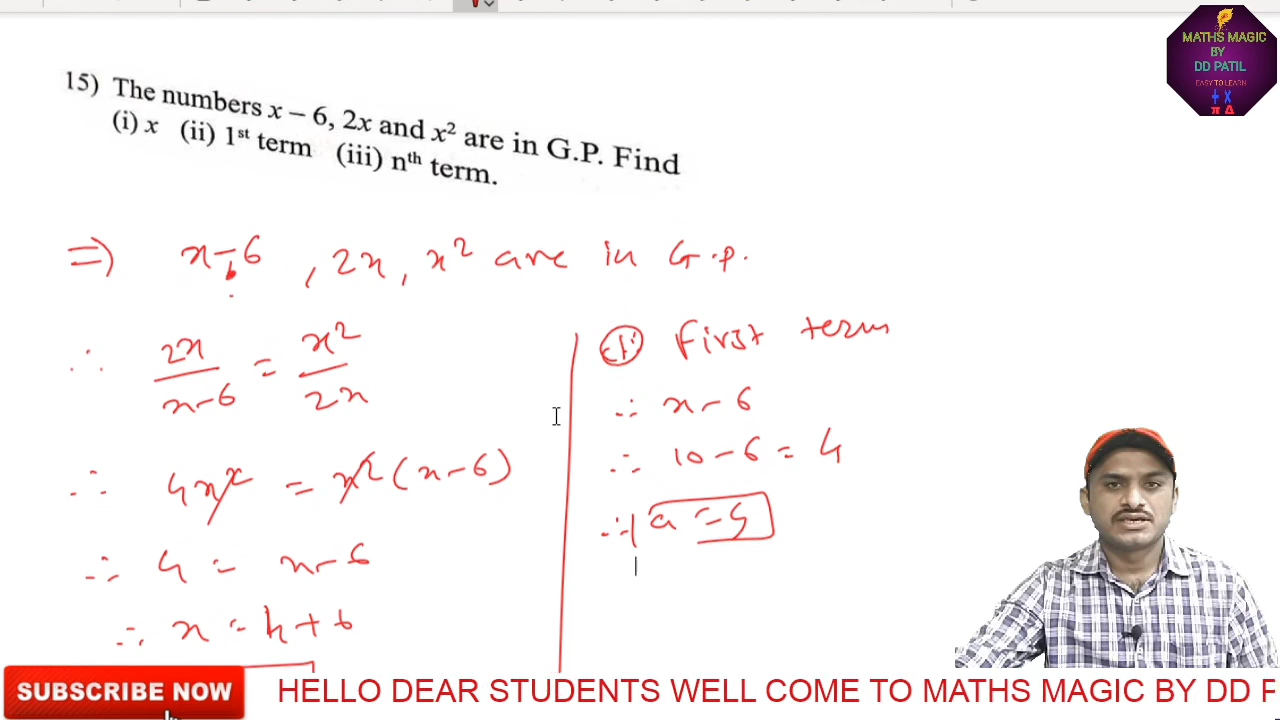 MATHS MAGIC
BY
DD PATIL
EASY TO LEARN
+ X
π Δ
15) The numbers x – 6, 2x and x² are in G.P. Find
(i) x (ii) 1st term (iii) nth term.
⇒ x-6, 2x, x² are in G.P.
∴ 2x/x-6 = x²/2x
∴ 4x² = x²(x-6)
∴ 4 = x-6
∴ x = 4+6
First term
∴ x-6
∴ 10-6 = 4
∴ a = 4
SUBSCRIBE NOW
HELLO DEAR STUDENTS WELL COME TO MATHS MAGIC BY DD P